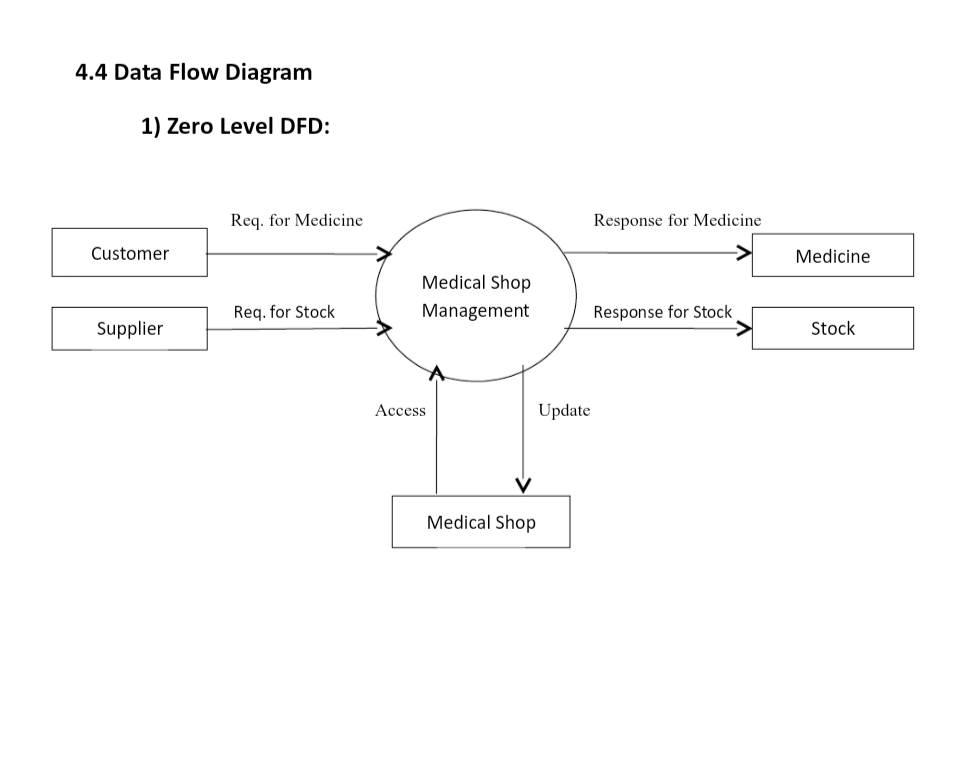 4.4 Data Flow Diagram
1) Zero Level DFD:
Req. for Medicine
Response for Medicine
Customer
Medicine
Medical Shop
Management
Req. for Stock
Response for Stock
Supplier
Stock
Access
Update
Medical Shop